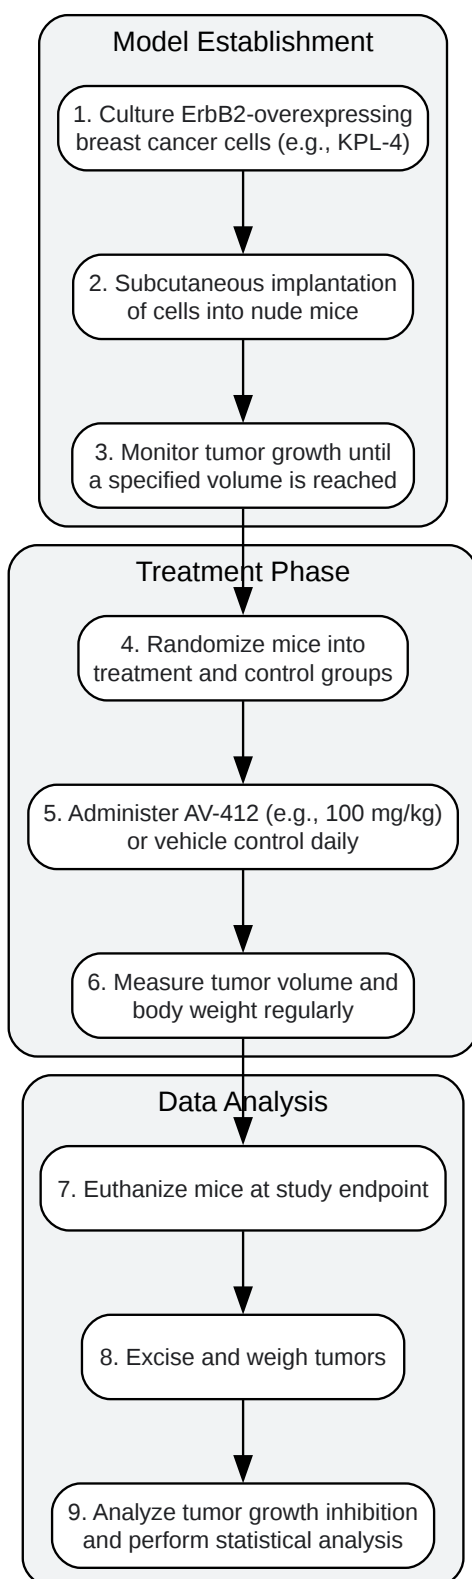 Model Establishment
1. Culture ErbB2-overexpressing
breast cancer cells (e.g., KPL-4)
2. Subcutaneous implantation
of cells into nude mice
3. Monitor tumor growth until
a specified volume is reached
Treatment Phase
4. Randomize mice into
treatment and control groups
5. Administer AV-412 (e.g., 100 mg/kg)
or vehicle control daily
6. Measure tumor volume and
body weight regularly
Data Analysis
7. Euthanize mice at study endpoint
8. Excise and weigh tumors
9. Analyze tumor growth inhibition
and perform statistical analysis